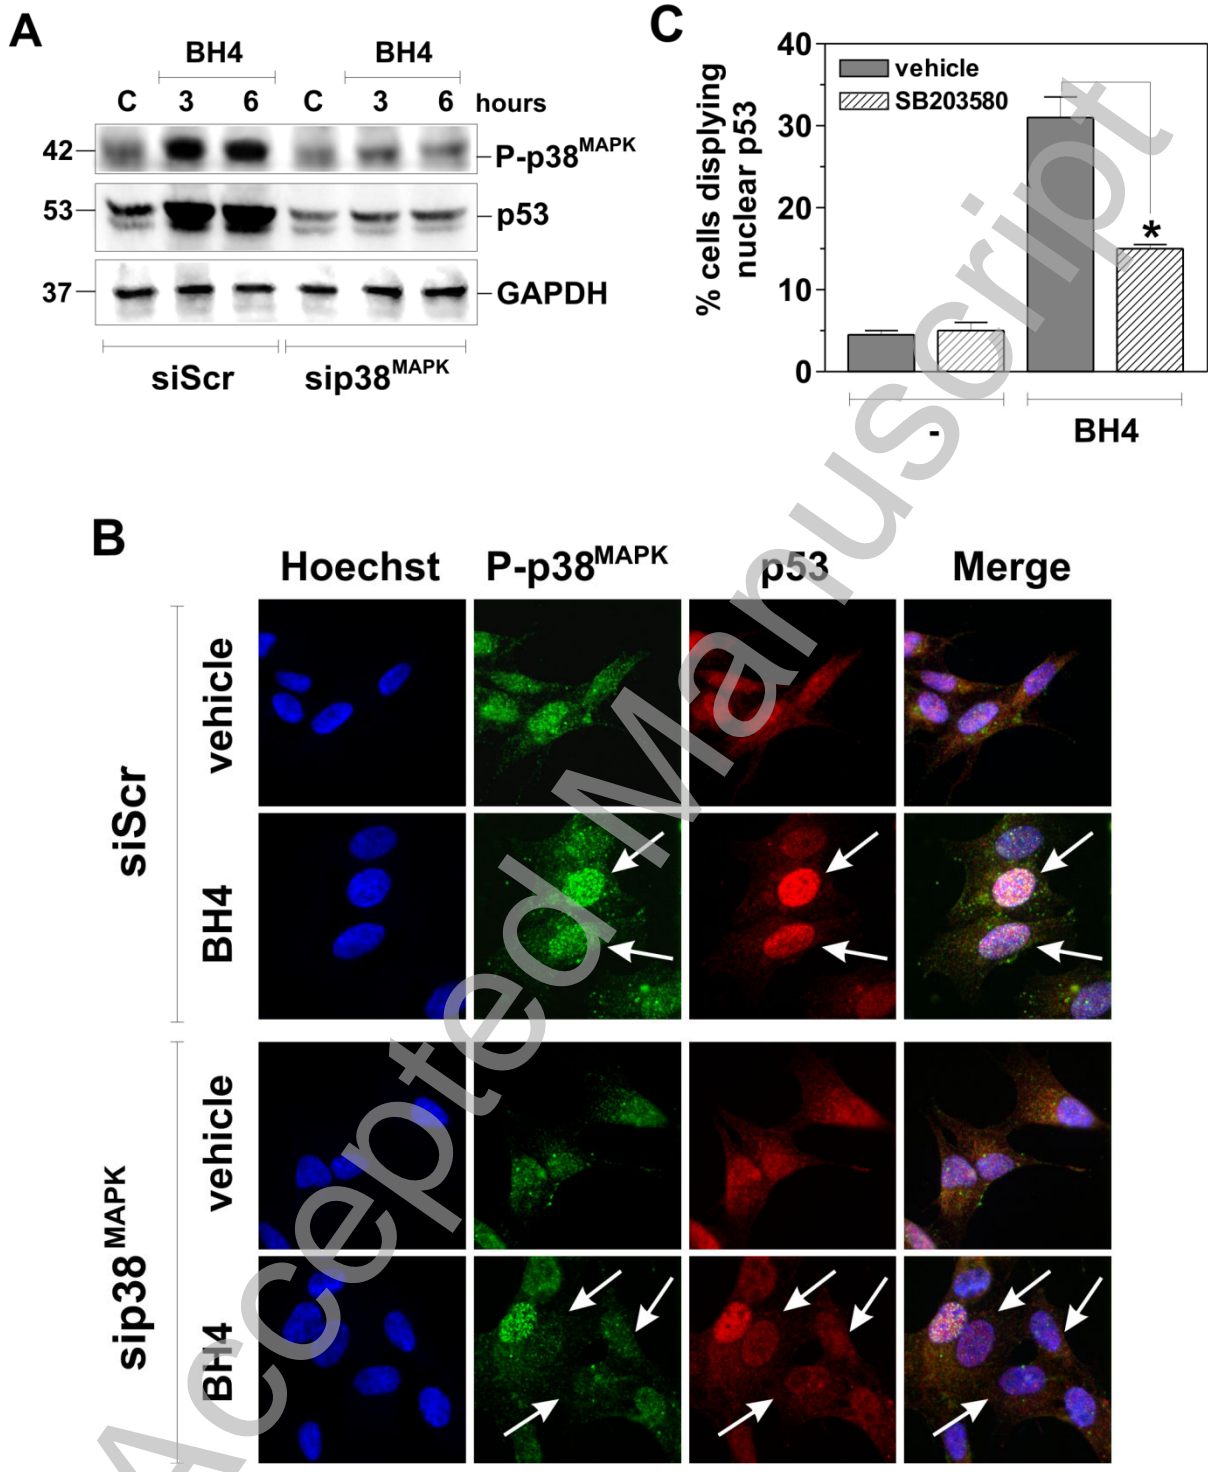 A
BH4 BH4
C 3 6 C 3 6 hours
42 P-p38MAPK
53 p53
37 GAPDH
siScr sip38MAPK
C
% cells displying
nuclear p53
40
30
20
10
0
vehicle
SB203580
*
- BH4
B
Hoechst P-p38MAPK p53 Merge
siScr
vehicle
BH4
sip38MAPK
vehicle
BH4
Accepted Manuscript